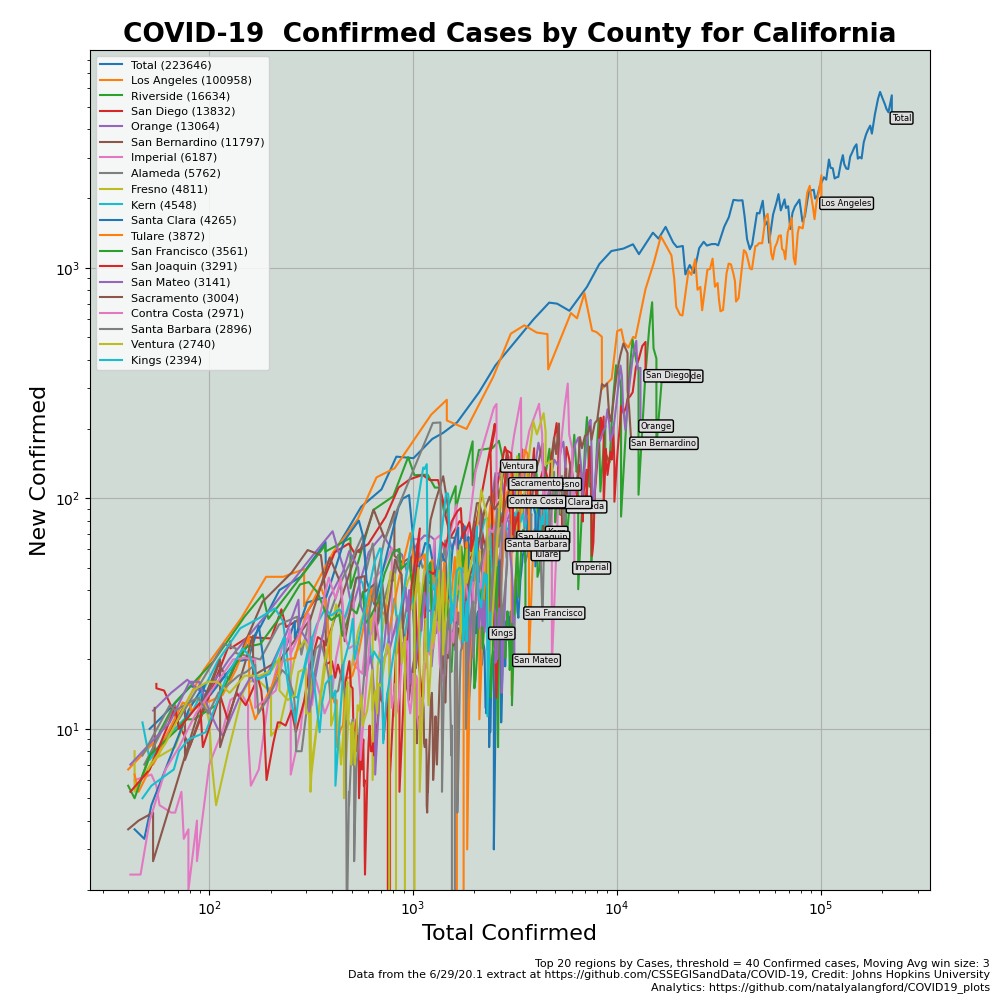 COVID-19  Confirmed Cases by County for California
Total (223646)
Los Angeles (100958)
Riverside (16634)
San Diego (13832)
Orange (13064)
San Bernardino (11797)
Imperial (6187)
Alameda (5762)
Fresno (4811)
Kern (4548)
Santa Clara (4265)
Tulare (3872)
San Francisco (3561)
San Joaquin (3291)
San Mateo (3141)
Sacramento (3004)
Contra Costa (2971)
Santa Barbara (2896)
Ventura (2740)
Kings (2394)
Total
Los Angeles
San Diego
de
Orange
San Bernardino
Ventura
Sacramento
sno
Contra Costa
Clara
da
Kern
San Joaquin
Santa Barbara
Tulare
Imperial
San Francisco
Kings
San Mateo
New Confirmed
10³
10²
10¹
10²
10³
10⁴
10⁵
Total Confirmed
Top 20 regions by Cases, threshold = 40 Confirmed cases, Moving Avg win size: 3
Data from the 6/29/20.1 extract at https://github.com/CSSEGISandData/COVID-19, Credit: Johns Hopkins University
Analytics: https://github.com/natalyalangford/COVID19_plots